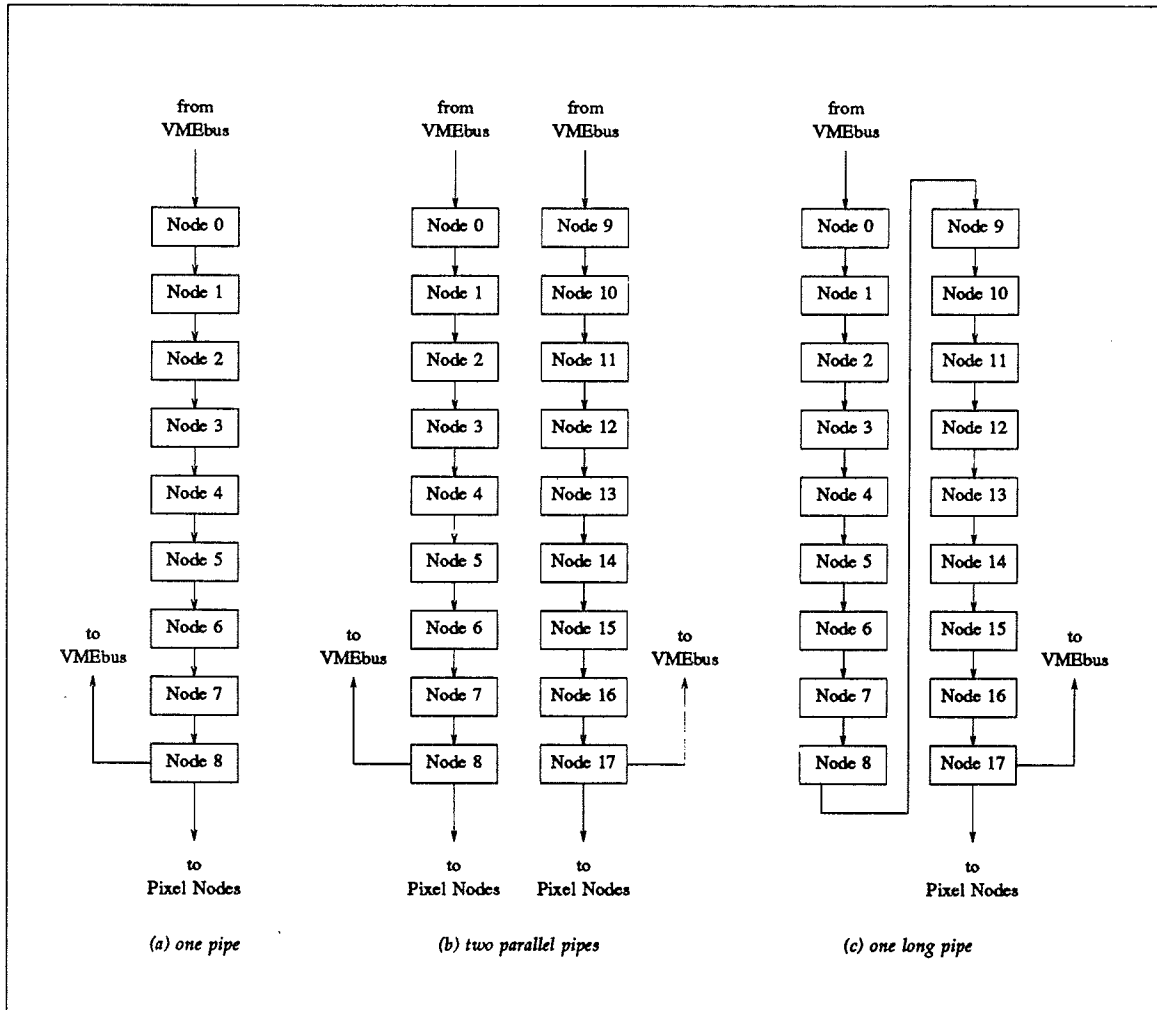 from
VMEbus
Node 0
Node 1
Node 2
Node 3
Node 4
Node 5
Node 6
Node 7
Node 8
to
VMEbus
to
Pixel Nodes
(a) one pipe
from
VMEbus
Node 0
Node 1
Node 2
Node 3
Node 4
Node 5
Node 6
Node 7
Node 8
to
VMEbus
to
Pixel Nodes
from
VMEbus
Node 9
Node 10
Node 11
Node 12
Node 13
Node 14
Node 15
Node 16
Node 17
to
VMEbus
to
Pixel Nodes
(b) two parallel pipes
from
VMEbus
Node 0
Node 1
Node 2
Node 3
Node 4
Node 5
Node 6
Node 7
Node 8
Node 9
Node 10
Node 11
Node 12
Node 13
Node 14
Node 15
Node 16
Node 17
to
VMEbus
to
Pixel Nodes
(c) one long pipe